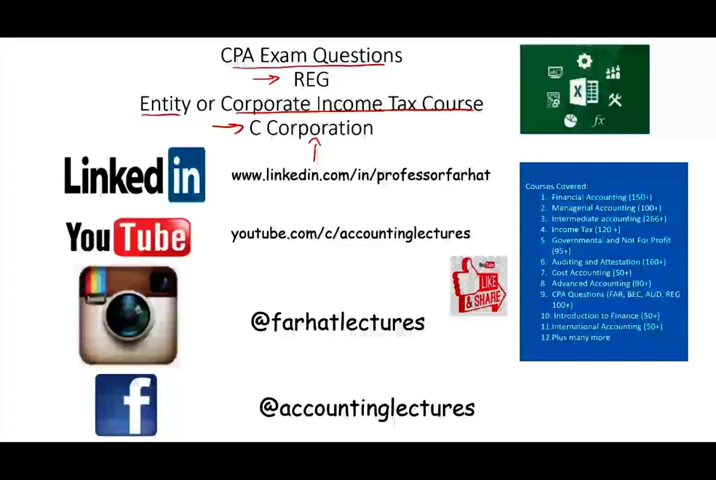 CPA Exam Questions
REG
Entity or Corporate Income Tax Course
C Corporation
Linked in
www.linkedin.com/in/professorfarhat
YouTube
youtube.com/c/accountinglectures
@farhatlectures
f
@accountinglectures
YouTube
LIKE
& SHARE
X
fx
Courses Covered:
1. Financial Accounting (150+)
2. Managerial Accounting (100+)
3. Intermediate accounting (266+)
4. Income Tax (120 +)
5 Governmental and Not For Profit
(95+)
6. Auditing and Attestation (160+)
7. Cost Accounting (50+)
8. Advanced Accounting (90+)
9. CPA Questions (FAR, BEC, AUD, REG
100+)
10. Introduction to Finance (50+)
11.International Accounting (50+)
12.Plus many more